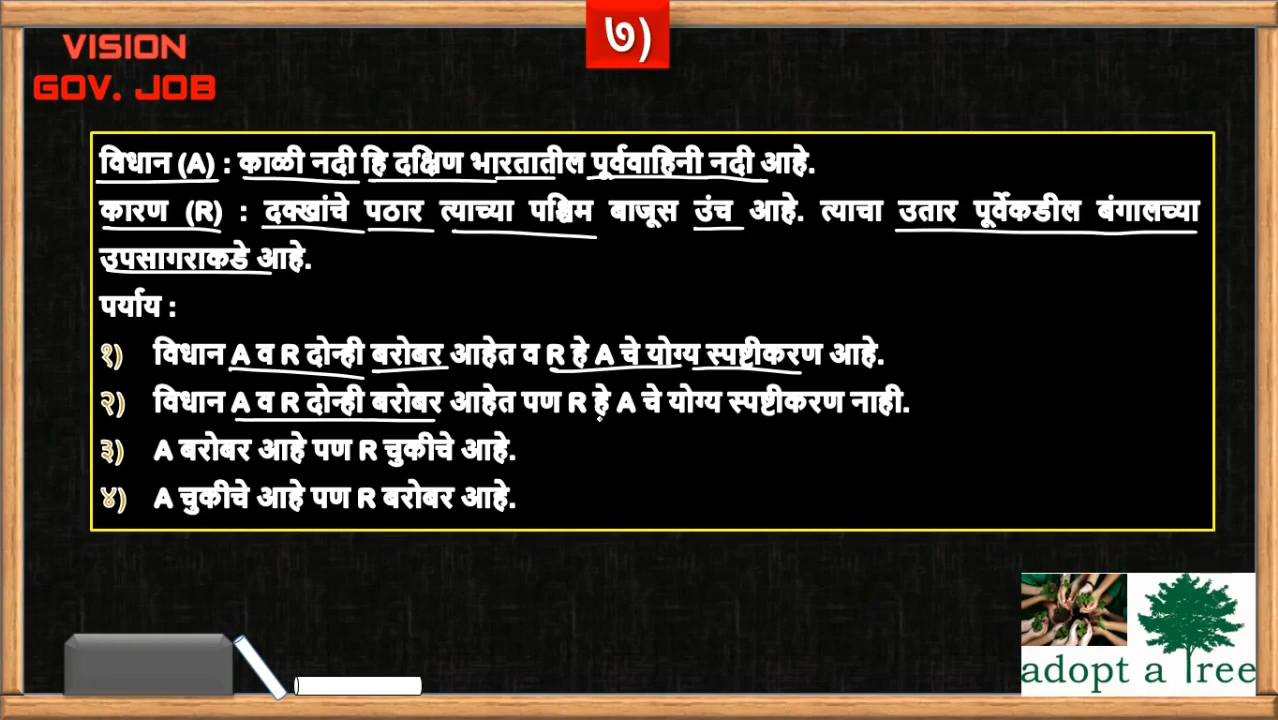 ७)
VISION
GOV. JOB
विधान (A) : काळी नदी हि दक्षिण भारतातील पूर्ववाहिनी नदी आहे.
कारण (R) : दक्खांचे पठार त्याच्या पश्चिम बाजूस उंच आहे. त्याचा उतार पूर्वेकडील बंगालच्या
उपसागराकडे आहे.
पर्याय :
१) विधान A व R दोन्ही बरोबर आहेत व R हे A चे योग्य स्पष्टीकरण आहे.
२) विधान A व R दोन्ही बरोबर आहेत पण R हे A चे योग्य स्पष्टीकरण नाही.
३) A बरोबर आहे पण R चुकीचे आहे.
४) A चुकीचे आहे पण R बरोबर आहे.
adopt a Tree